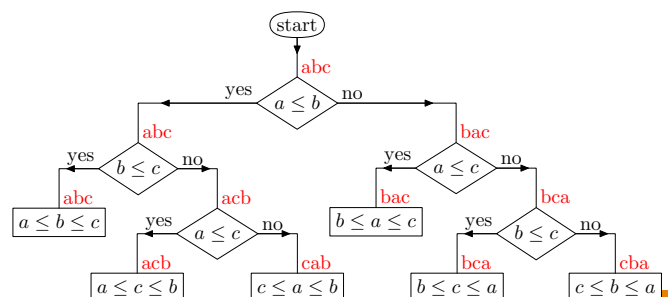 start
abc
yes no
a ≤ b
abc bac
yes no yes no
b ≤ c a ≤ c
abc acb bac bca
a ≤ b ≤ c yes a ≤ c no b ≤ a ≤ c yes b ≤ c no
acb cab bca cba
a ≤ c ≤ b c ≤ a ≤ b b ≤ c ≤ a c ≤ b ≤ a